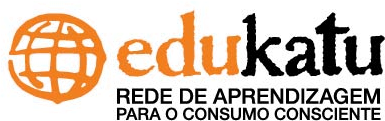 edukatu
REDE DE APRENDIZAGEM
PARA O CONSUMO CONSCIENTE